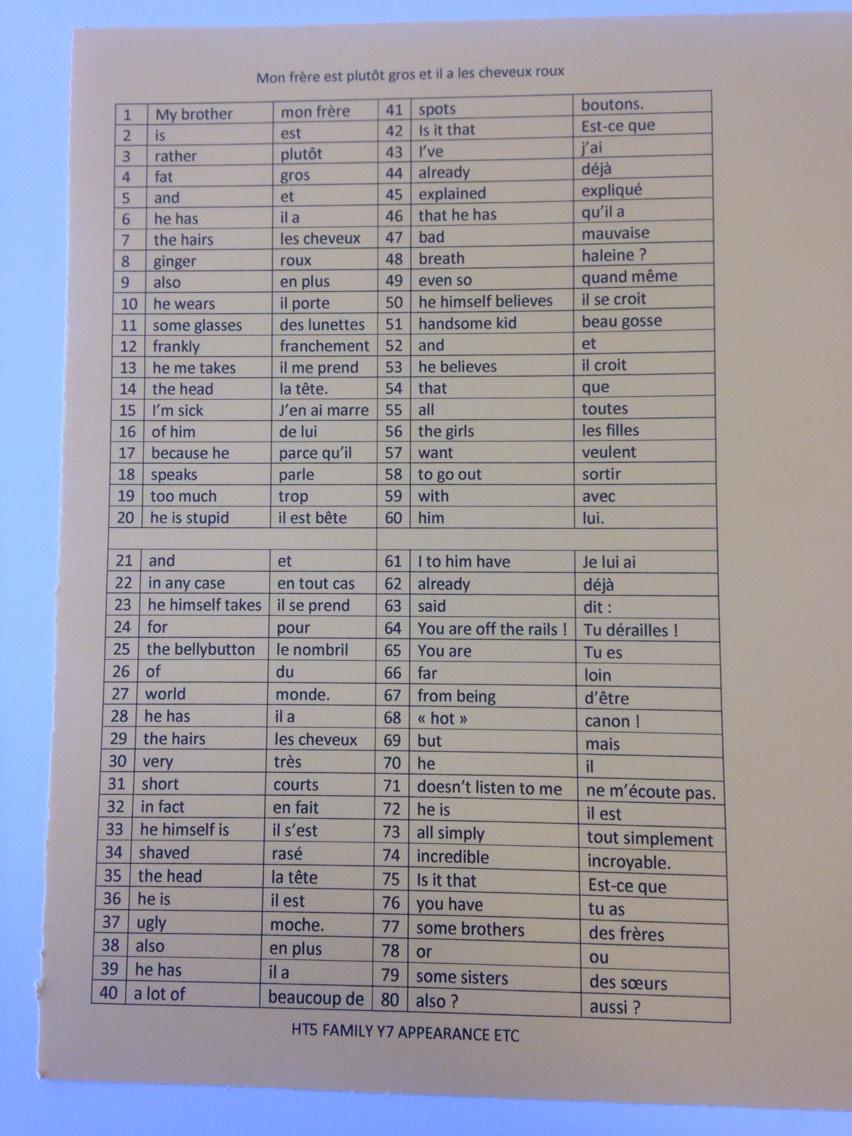 Mon frère est plutôt gros et il a les cheveux roux
1 My brother mon frère 41 spots boutons.
2 is est 42 Is it that Est-ce que
3 rather plutôt 43 I've j'ai
4 fat gros 44 already déjà
5 and et 45 explained expliqué
6 he has il a 46 that he has qu'il a
7 the hairs les cheveux 47 bad mauvaise
8 ginger roux 48 breath haleine ?
9 also en plus 49 even so quand même
10 he wears il porte 50 he himself believes il se croit
11 some glasses des lunettes 51 handsome kid beau gosse
12 frankly franchement 52 and et
13 he me takes il me prend 53 he believes il croit
14 the head la tête. 54 that que
15 I'm sick J'en ai marre 55 all toutes
16 of him de lui 56 the girls les filles
17 because he parce qu'il 57 want veulent
18 speaks parle 58 to go out sortir
19 too much trop 59 with avec
20 he is stupid il est bête 60 him lui.
21 and et 61 I to him have Je lui ai
22 in any case en tout cas 62 already déjà
23 he himself takes il se prend 63 said dit :
24 for pour 64 You are off the rails ! Tu dérailles !
25 the bellybutton le nombril 65 You are Tu es
26 of du 66 far loin
27 world monde. 67 from being d'être
28 he has il a 68 « hot » canon !
29 the hairs les cheveux 69 but mais
30 very très 70 he il
31 short courts 71 doesn't listen to me ne m'écoute pas.
32 in fact en fait 72 he is il est
33 he himself is il s'est 73 all simply tout simplement
34 shaved rasé 74 incredible incroyable.
35 the head la tête 75 Is it that Est-ce que
36 he is il est 76 you have tu as
37 ugly moche. 77 some brothers des frères
38 also en plus 78 or ou
39 he has il a 79 some sisters des sœurs
40 a lot of beaucoup de 80 also ? aussi ?
HT5 FAMILY Y7 APPEARANCE ETC